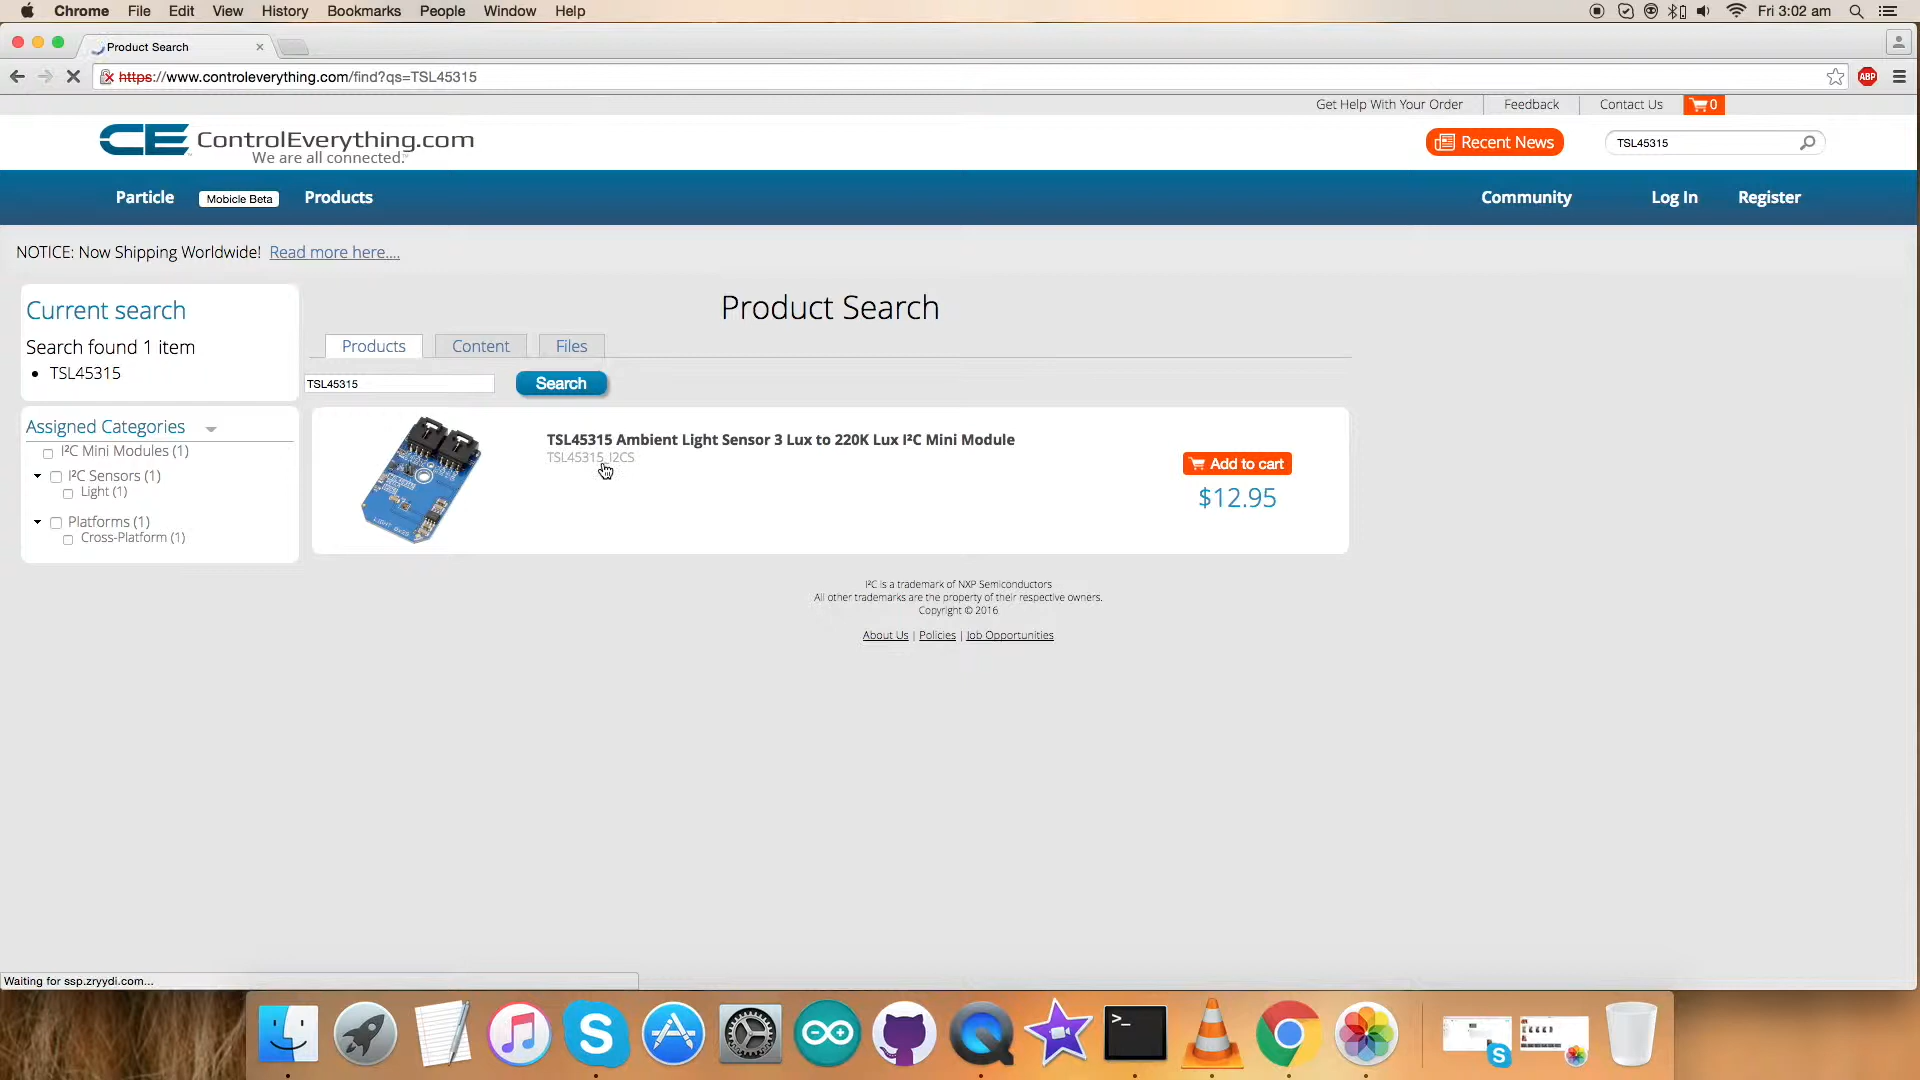 Chrome File Edit View History Bookmarks People Window Help Fri 3:02 am
Product Search
https://www.controleverything.com/find?qs=TSL45315 ABP
Get Help With Your Order Feedback Contact Us 0
CE ControlEverything.com
We are all connected.
Recent News TSL45315
Particle Mobicle Beta Products Community Log In Register
NOTICE: Now Shipping Worldwide! Read more here....
Current search
Search found 1 item
• TSL45315
Product Search
Products Content Files
TSL45315 Search
Assigned Categories
I²C Mini Modules (1)
I²C Sensors (1)
Light (1)
Platforms (1)
Cross-Platform (1)
TSL45315 Ambient Light Sensor 3 Lux to 220K Lux I²C Mini Module
TSL45315_I2CS
Add to cart
$12.95
I²C is a trademark of NXP Semiconductors
All other trademarks are the property of their respective owners.
Copyright © 2016
About Us | Policies | Job Opportunities
Waiting for ssp.zryydi.com...